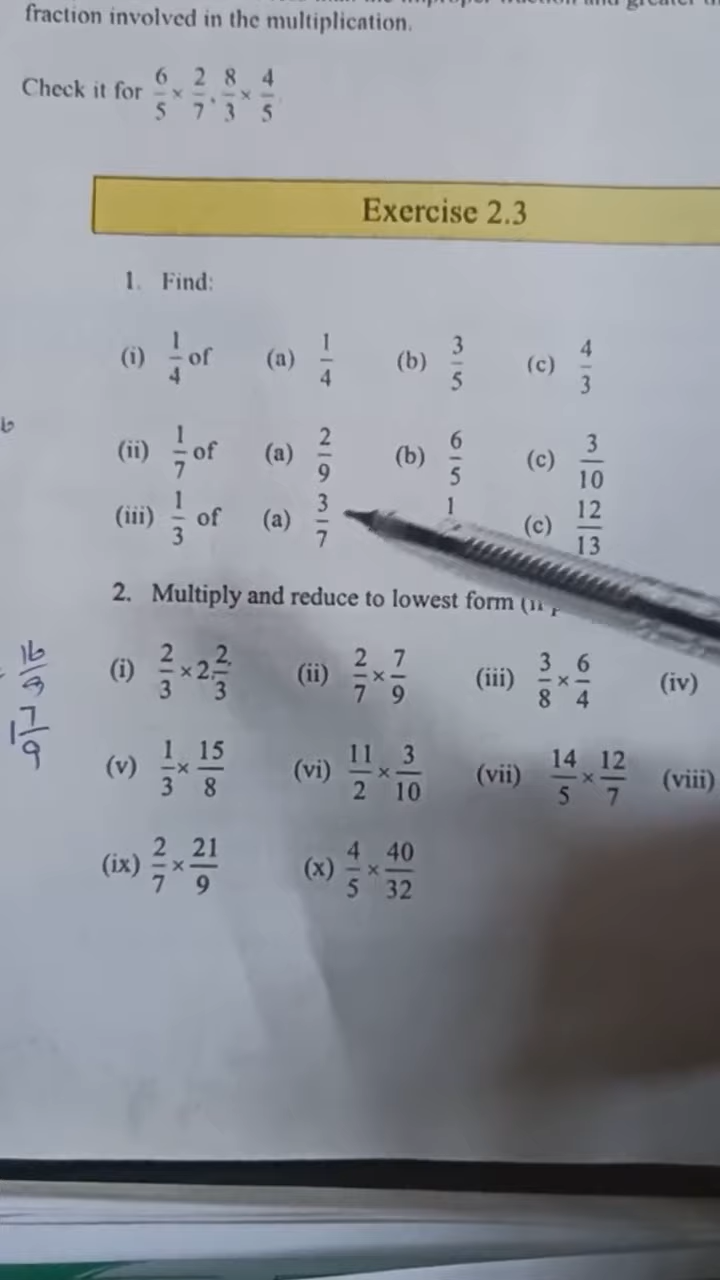 fraction involved in the multiplication.
Check it for 6/5 × 2/7, 8/3 × 4/5.
Exercise 2.3
1. Find:
(i) 1/4 of (a) 1/4 (b) 3/5 (c) 4/3
(ii) 1/7 of (a) 2/9 (b) 6/5 (c) 3/10
(iii) 1/3 of (a) 3/7 1 (c) 12/13
2. Multiply and reduce to lowest form
(i) 2/3 × 2 2/3 (ii) 2/7 × 7/9 (iii) 3/8 × 6/4 (iv)
16/9
(v) 1/3 × 15/8 (vi) 11/2 × 3/10 (vii) 14/5 × 12/7 (viii)
1 7/9
(ix) 2/7 × 21/9 (x) 4/5 × 40/32